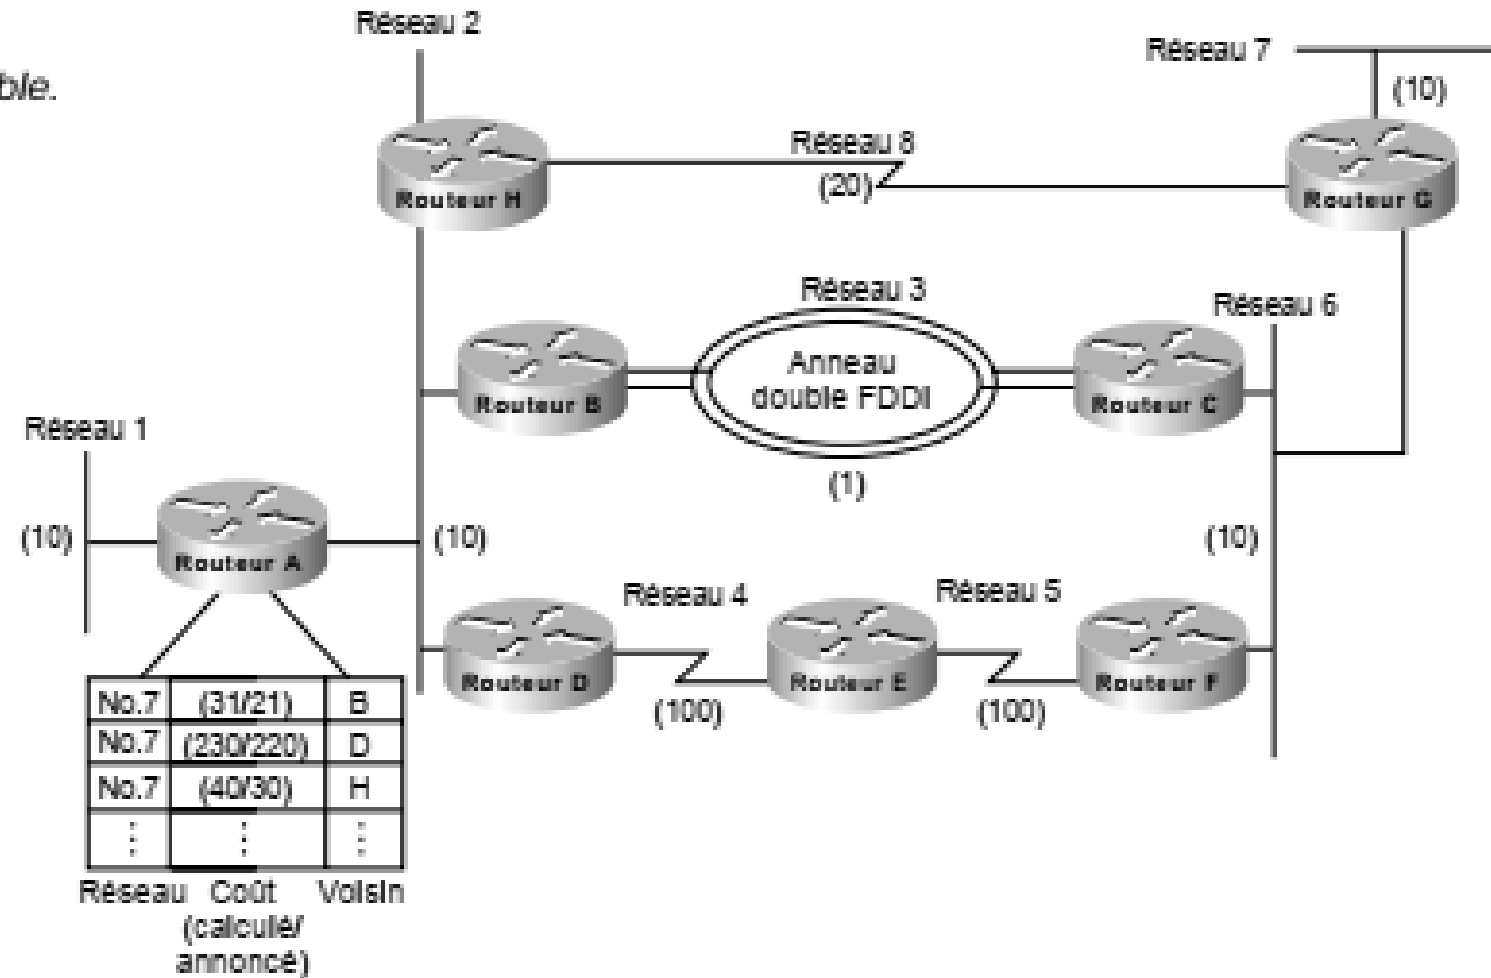 Réseau 2
Réseau 7
ble.
(10)
Réseau 8
(20)
Routeur H
Routeur G
Réseau 3
Réseau 6
Anneau
double FDDI
Routeur B
Routeur C
Réseau 1
(1)
(10)
(10)
(10)
Routeur A
Réseau 4
Réseau 5
Routeur D
Routeur E
Routeur F
(100)
(100)
No.7 (31/21) B
No.7 (230/220) D
No.7 (40/30) H
⋮ ⋮ ⋮
Réseau Coût Voisin
(calculé/
annoncé)